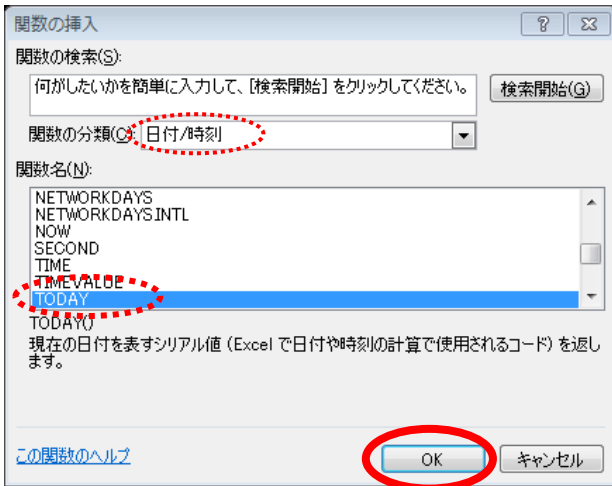 関数の挿入
関数の検索(S):
何がしたいかを簡単に入力して、[検索開始] をクリックしてください。
検索開始(G)
関数の分類(C): 日付/時刻
関数名(N):
NETWORKDAYS
NETWORKDAYS.INTL
NOW
SECOND
TIME
TIMEVALUE
TODAY
TODAY()
現在の日付を表すシリアル値 (Excel で日付や時刻の計算で使用されるコード) を返し
ます。
この関数のヘルプ
OK
キャンセル